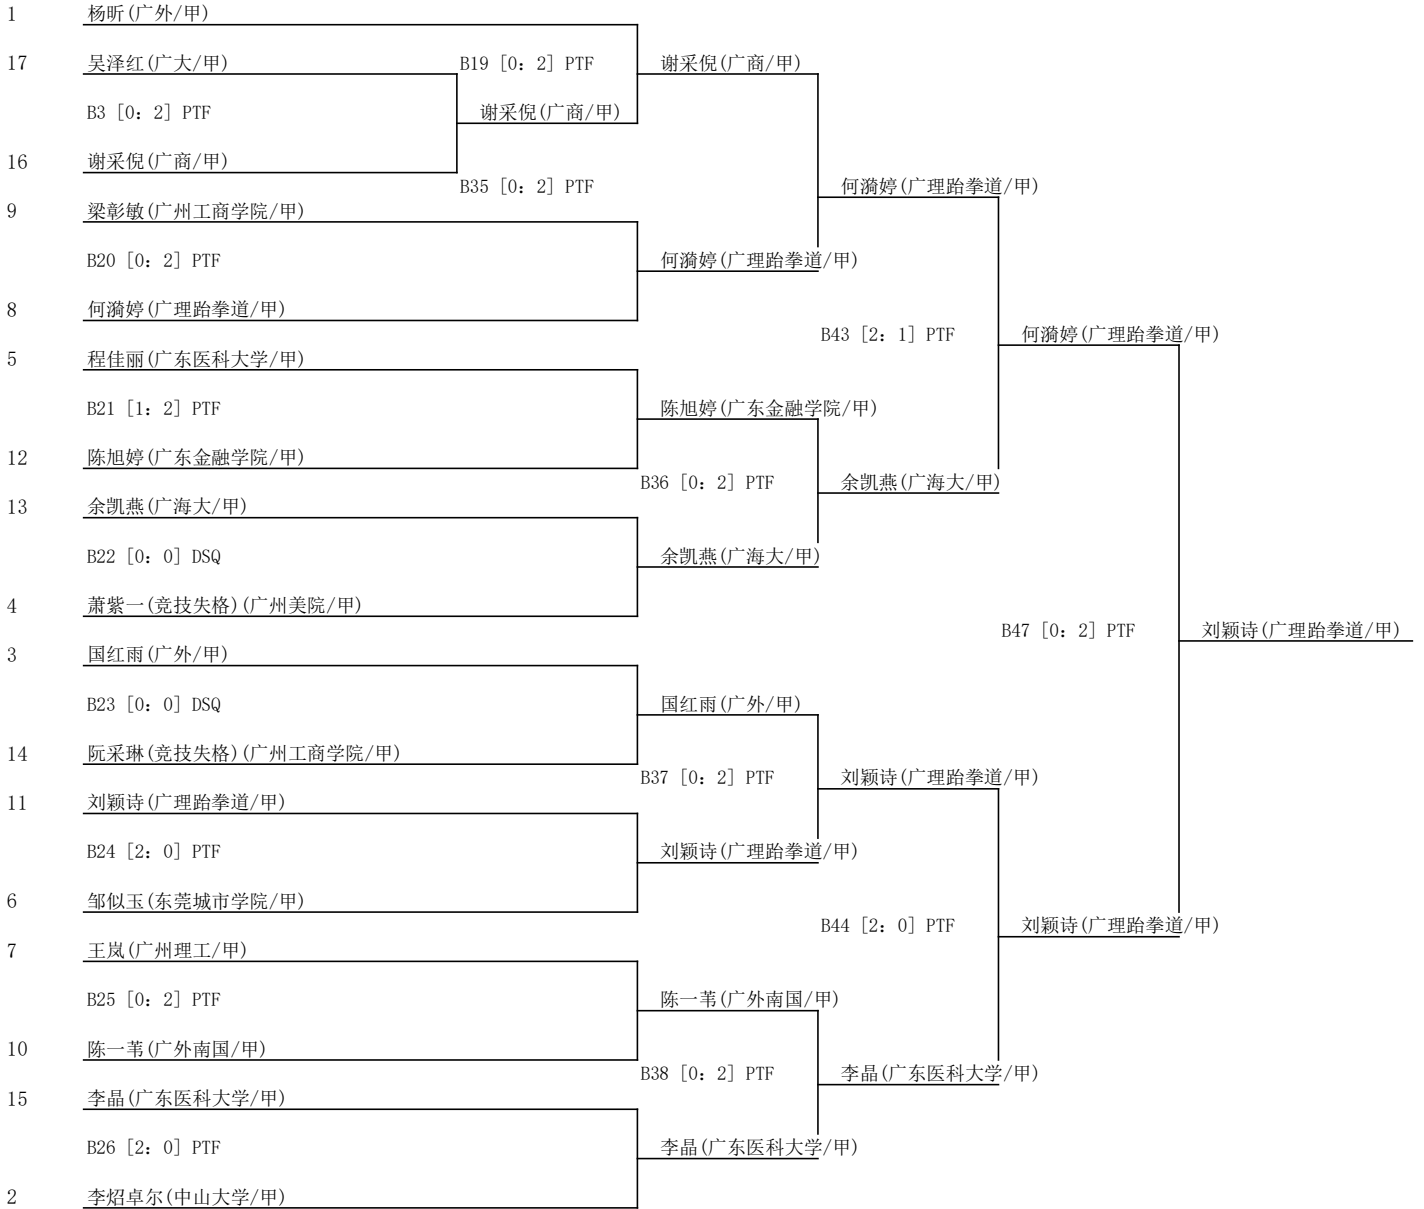 1 杨昕(广外/甲)
17 吴泽红(广大/甲) B19 [0: 2] PTF 谢采倪(广商/甲)
B3 [0: 2] PTF 谢采倪(广商/甲)
16 谢采倪(广商/甲)
B35 [0: 2] PTF 何漪婷(广理跆拳道/甲)
9 梁彰敏(广州工商学院/甲)
B20 [0: 2] PTF 何漪婷(广理跆拳道/甲)
8 何漪婷(广理跆拳道/甲)
B43 [2: 1] PTF 何漪婷(广理跆拳道/甲)
5 程佳丽(广东医科大学/甲)
B21 [1: 2] PTF 陈旭婷(广东金融学院/甲)
12 陈旭婷(广东金融学院/甲)
B36 [0: 2] PTF 余凯燕(广海大/甲)
13 余凯燕(广海大/甲)
B22 [0: 0] DSQ 余凯燕(广海大/甲)
4 萧紫一(竞技失格)(广州美院/甲)
B47 [0: 2] PTF 刘颖诗(广理跆拳道/甲)
3 国红雨(广外/甲)
B23 [0: 0] DSQ 国红雨(广外/甲)
14 阮采琳(竞技失格)(广州工商学院/甲)
B37 [0: 2] PTF 刘颖诗(广理跆拳道/甲)
11 刘颖诗(广理跆拳道/甲)
B24 [2: 0] PTF 刘颖诗(广理跆拳道/甲)
6 邹似玉(东莞城市学院/甲)
B44 [2: 0] PTF 刘颖诗(广理跆拳道/甲)
7 王岚(广州理工/甲)
B25 [0: 2] PTF 陈一苇(广外南国/甲)
10 陈一苇(广外南国/甲)
B38 [0: 2] PTF 李晶(广东医科大学/甲)
15 李晶(广东医科大学/甲)
B26 [2: 0] PTF 李晶(广东医科大学/甲)
2 李炤卓尔(中山大学/甲)